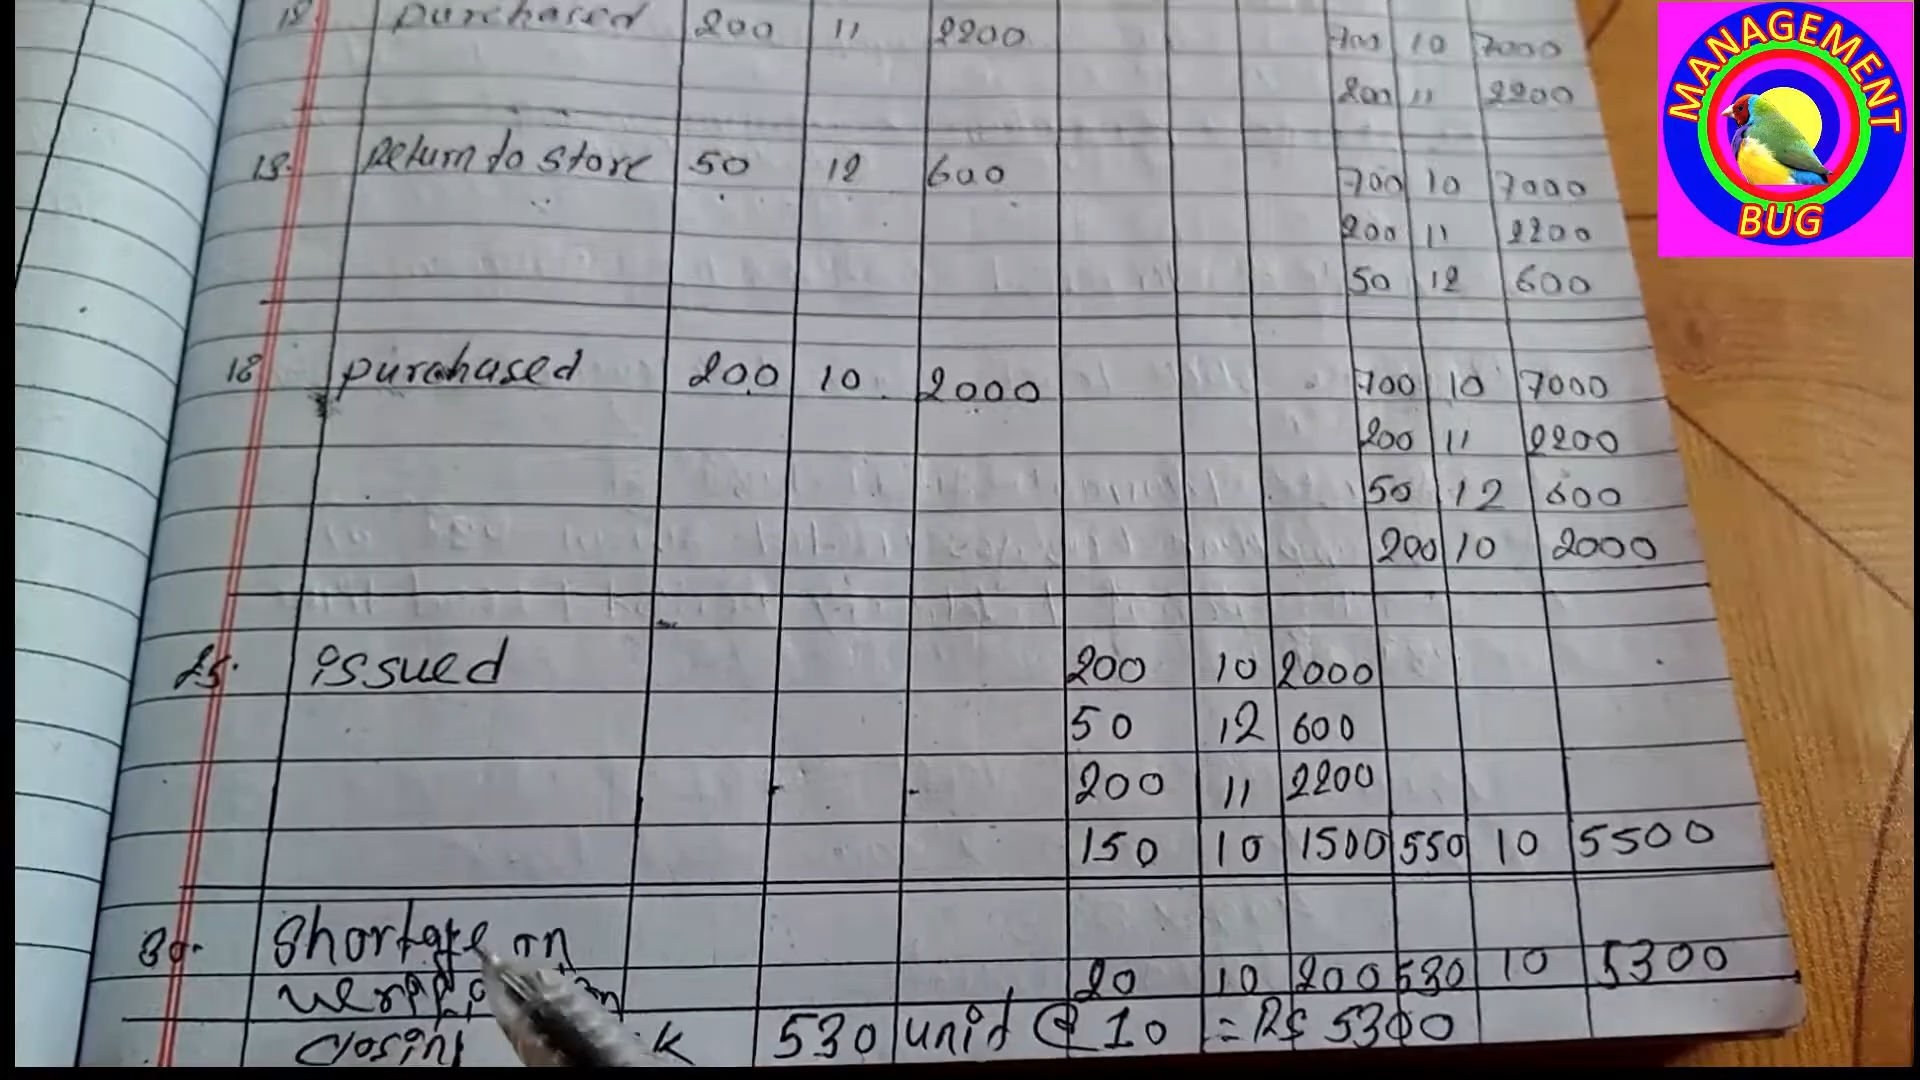 MANAGEMENT
BUG
12. purchased 200 11 2200 700 10 7000
200 11 2200
15. Return to store 50 12 600 700 10 7000
200 11 2200
50 12 600
18 purchased 200 10 2000 700 10 7000
200 11 2200
50 12 600
200 10 2000
25. issued 200 10 2000
50 12 600
200 11 2200
150 10 1500 550 10 5500
30. Shortage on
20 10 200 530 10 5300
530 unit @ 10 = Rs 5300